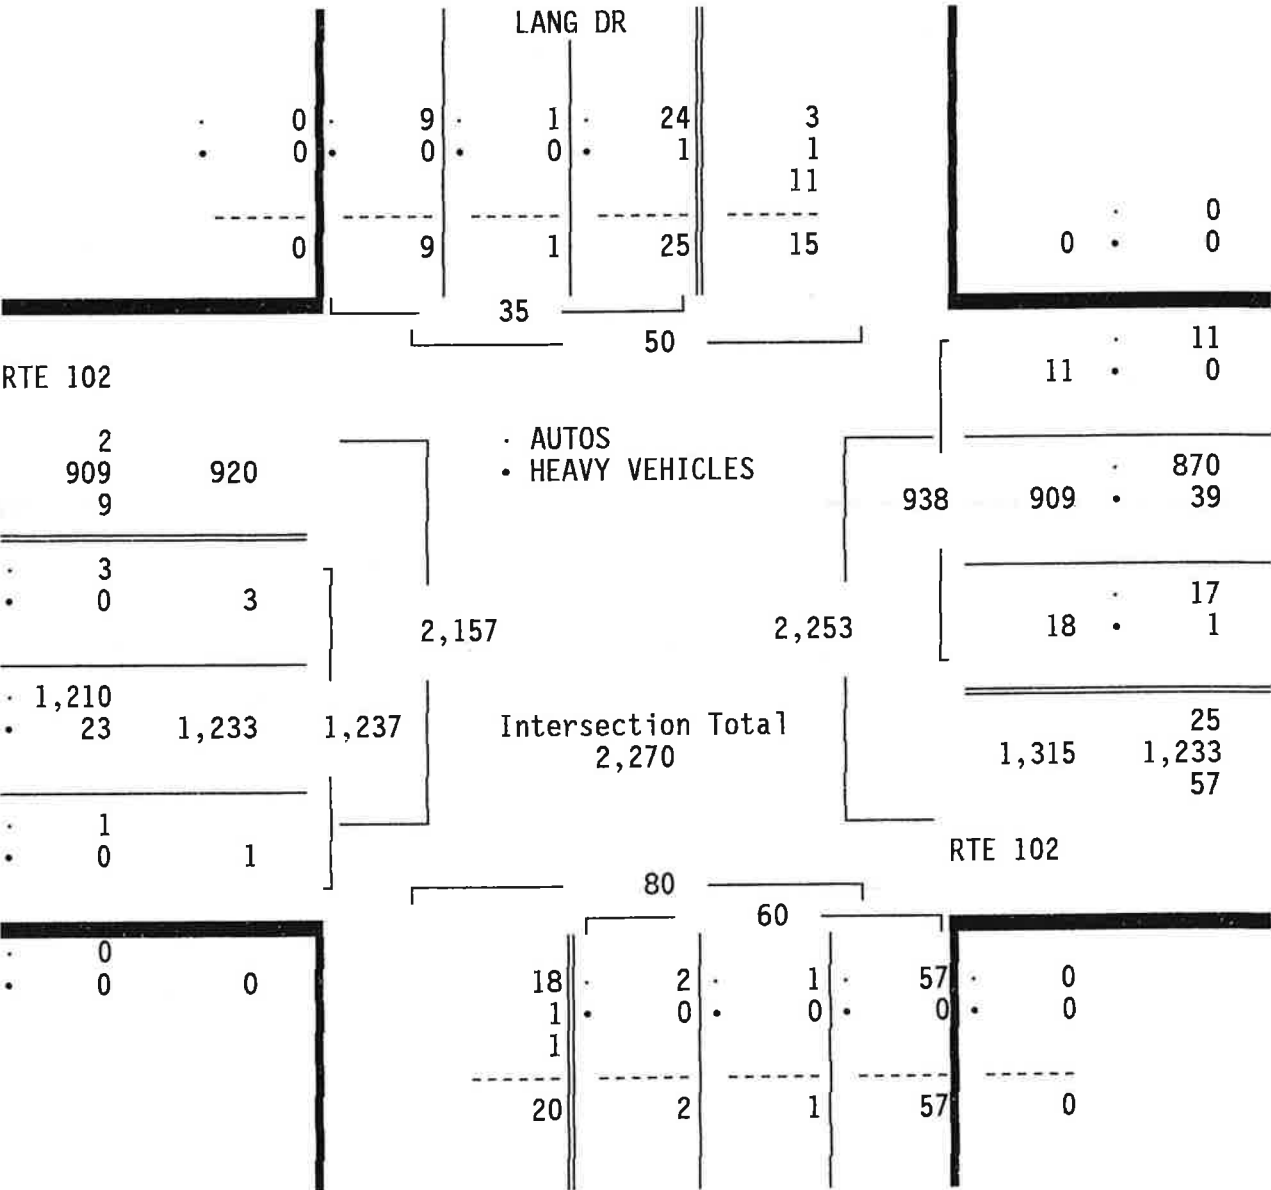 LANG DR
· 0 · 9 · 1 · 24 3
• 0 • 0 • 0 • 1 1
11
0 9 1 25 15
· 0
0 • 0
35
50
· 11
11 • 0
RTE 102
2
909 920
9
· AUTOS
• HEAVY VEHICLES
· 870
938 909 • 39
· 3
• 0 3
· 17
18 • 1
2,157 2,253
· 1,210
• 23 1,233 1,237
Intersection Total
2,270
25
1,315 1,233
57
· 1
• 0 1
RTE 102
80
60
· 0
• 0 0
18 · 2 · 1 · 57 · 0
1 • 0 • 0 • 0 • 0
1
20 2 1 57 0